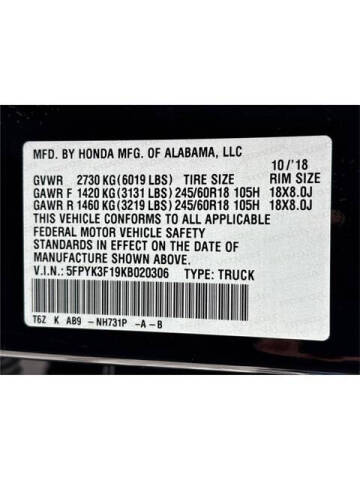 MFD. BY HONDA MFG. OF ALABAMA, LLC
10/'18
GVWR 2730 KG(6019 LBS) TIRE SIZE RIM SIZE
GAWR F 1420 KG(3131 LBS)245/60R18 105H 18X8.0J
GAWR R 1460 KG(3219 LBS)245/60R18 105H 18X8.0J
THIS VEHICLE CONFORMS TO ALL APPLICABLE
FEDERAL MOTOR VEHICLE SAFETY
STANDARDS IN EFFECT ON THE DATE OF
MANUFACTURE SHOWN ABOVE.
V.I.N.:5FPYK3F19KB020306 TYPE: TRUCK
T6Z K AB9 -NH731P -A-B